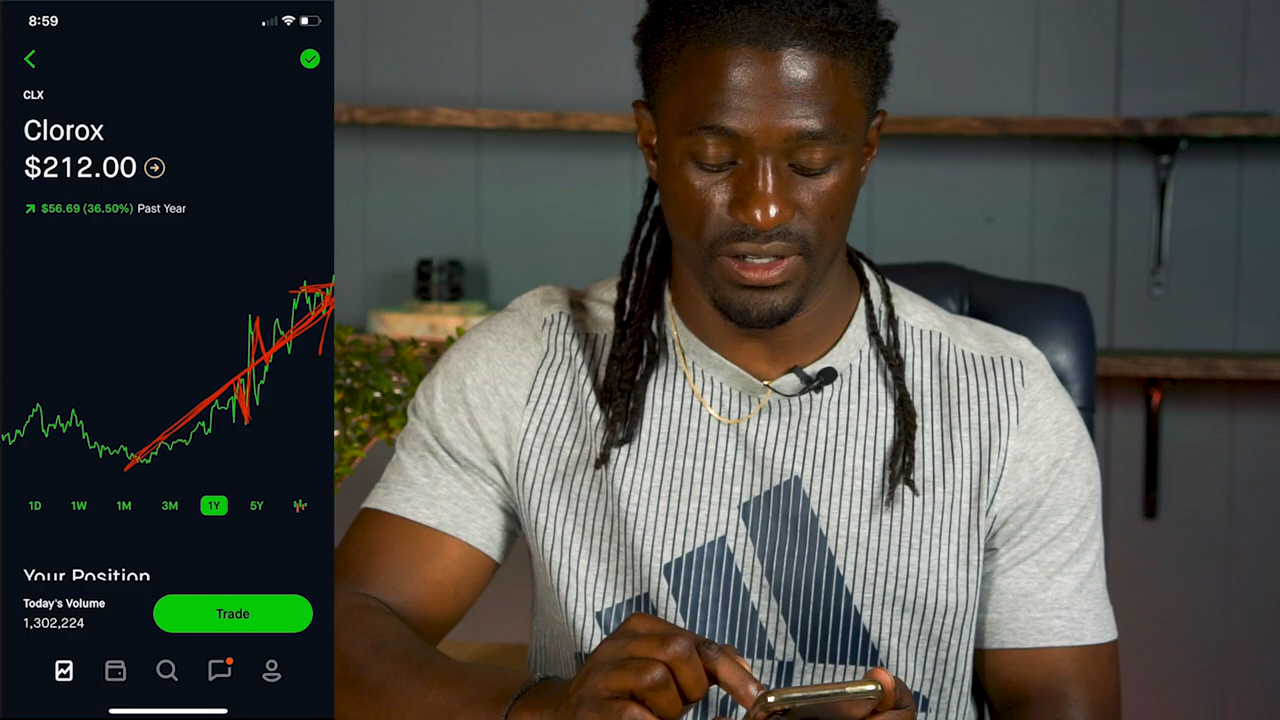 8:59
CLX
Clorox
$212.00
$56.69 (36.50%) Past Year
1D 1W 1M 3M 1Y 5Y
Your Position
Today's Volume
1,302,224
Trade